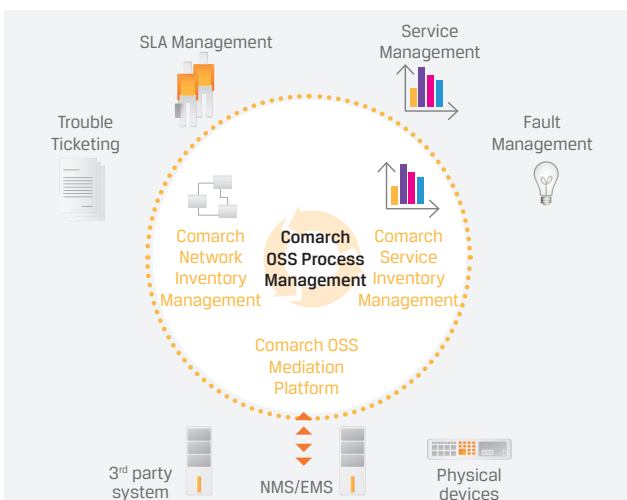 SLA Management
Service
Management
Trouble
Ticketing
Fault
Management
Comarch
Network
Inventory
Management
Comarch
OSS Process
Management
Comarch
Service
Inventory
Management
Comarch OSS
Mediation
Platform
3rd party
system
NMS/EMS
Physical
devices